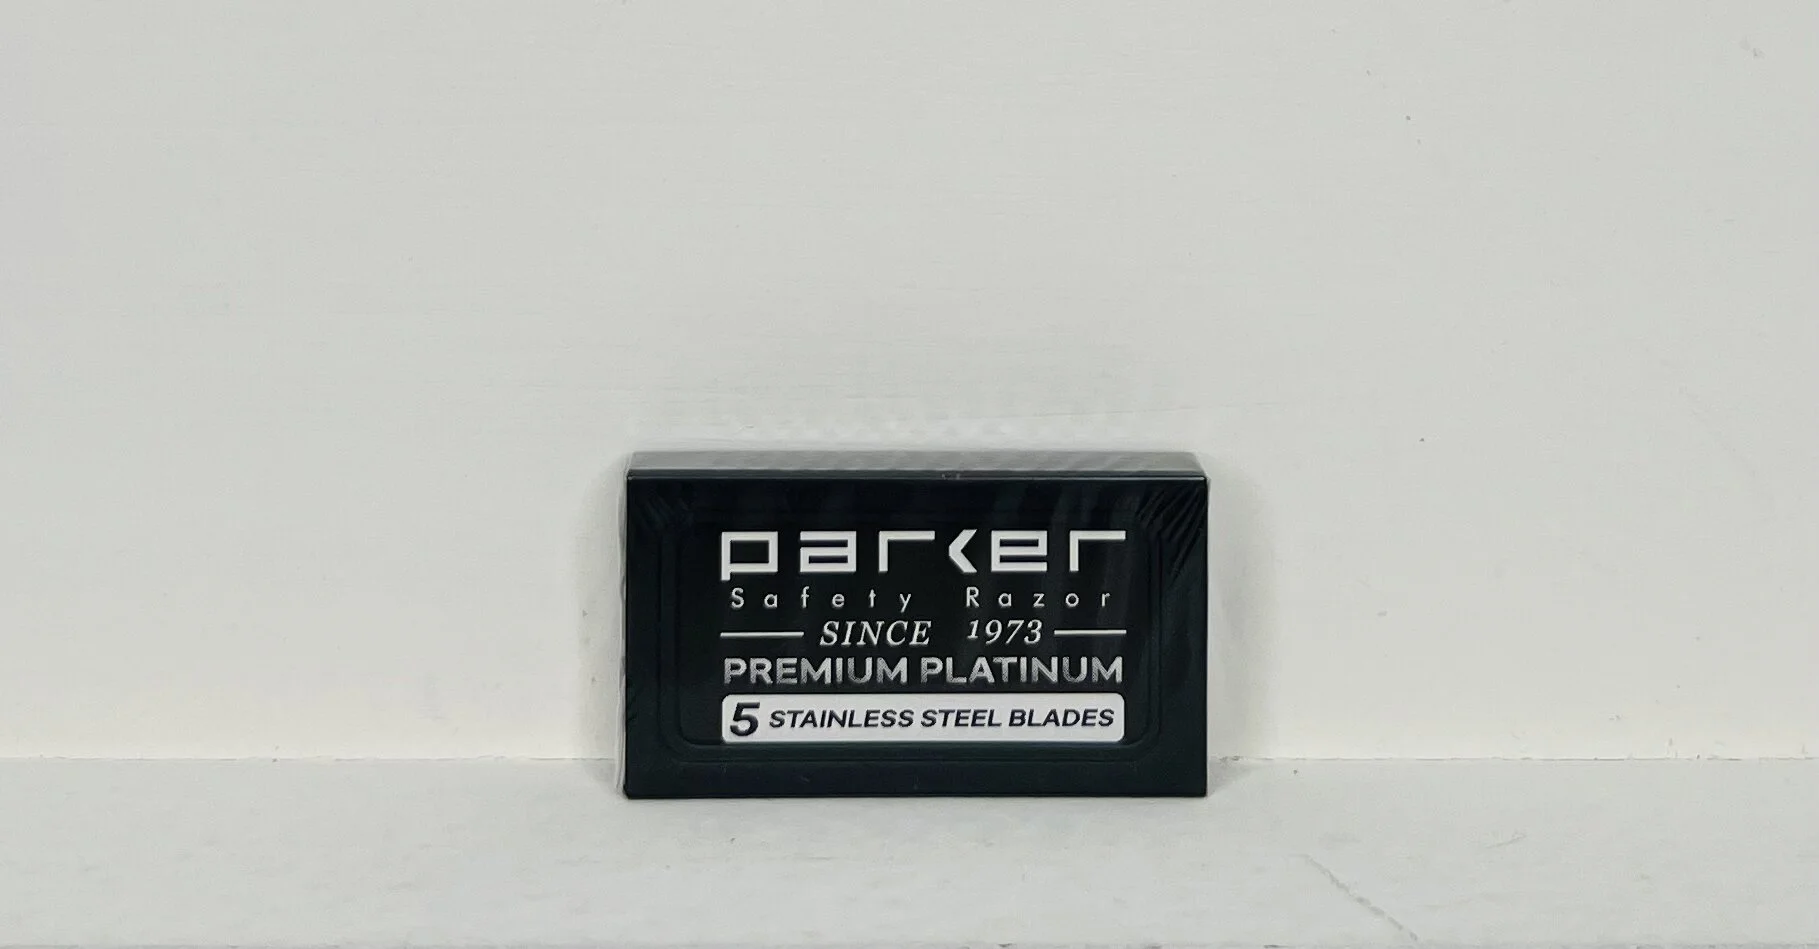 parker
Safety Razor
SINCE 1973
PREMIUM PLATINUM
5 STAINLESS STEEL BLADES